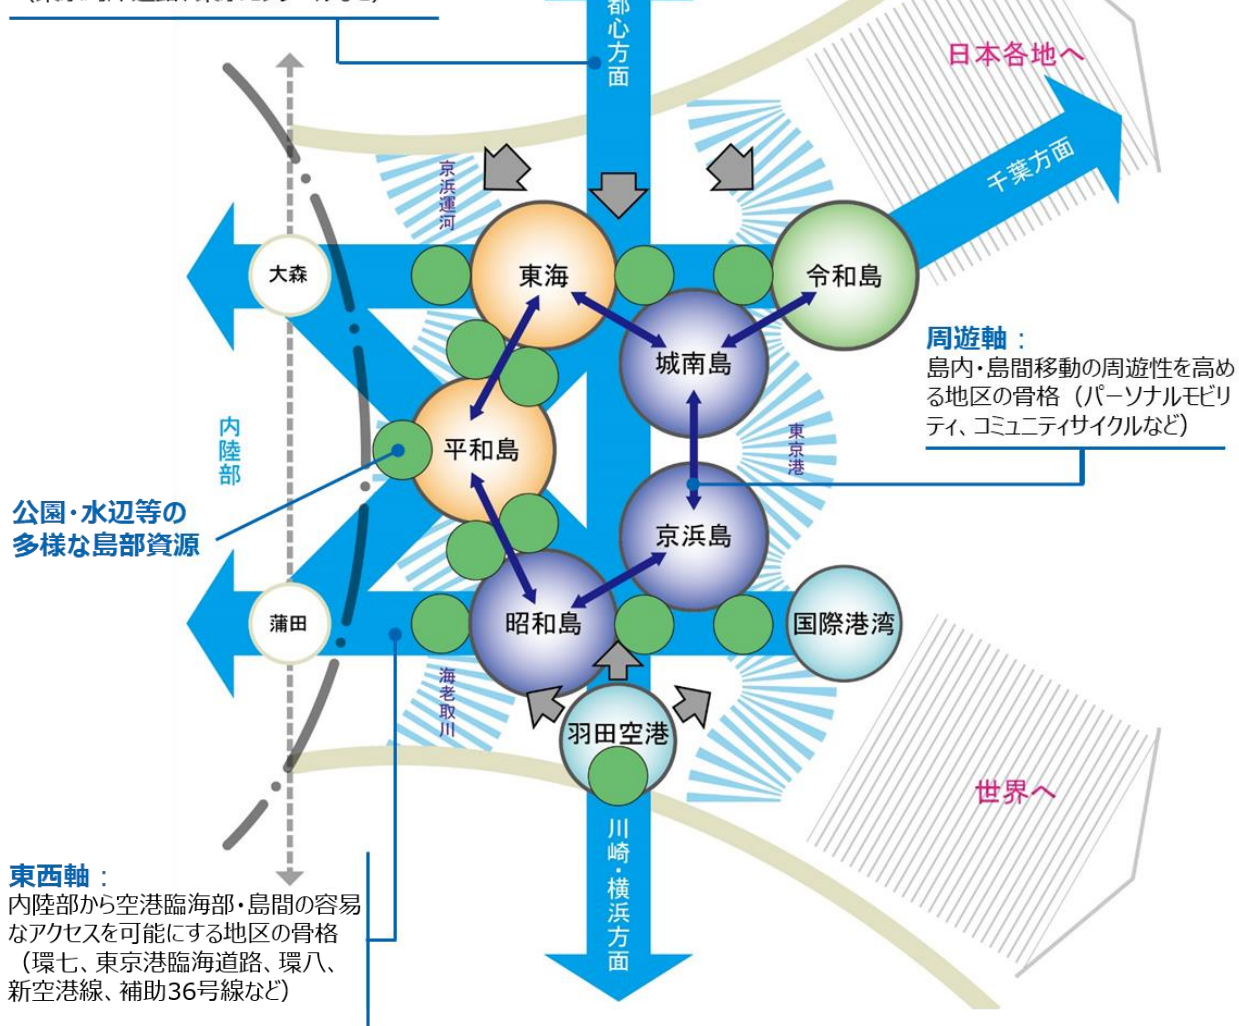 都心方面
日本各地へ
千葉方面
京浜運河
大森
東海
令和島
城南島
周遊軸：
島内・島間移動の周遊性を高め
る地区の骨格（パーソナルモビリ
ティ、コミュニティサイクルなど）
内陸部
平和島
東京港
公園・水辺等の
多様な島部資源
京浜島
蒲田
昭和島
国際港湾
海老取川
羽田空港
世界へ
川崎・横浜方面
東西軸：
内陸部から空港臨海部・島間の容易
なアクセスを可能にする地区の骨格
（環七、東京港臨海道路、環八、
新空港線、補助36号線など）